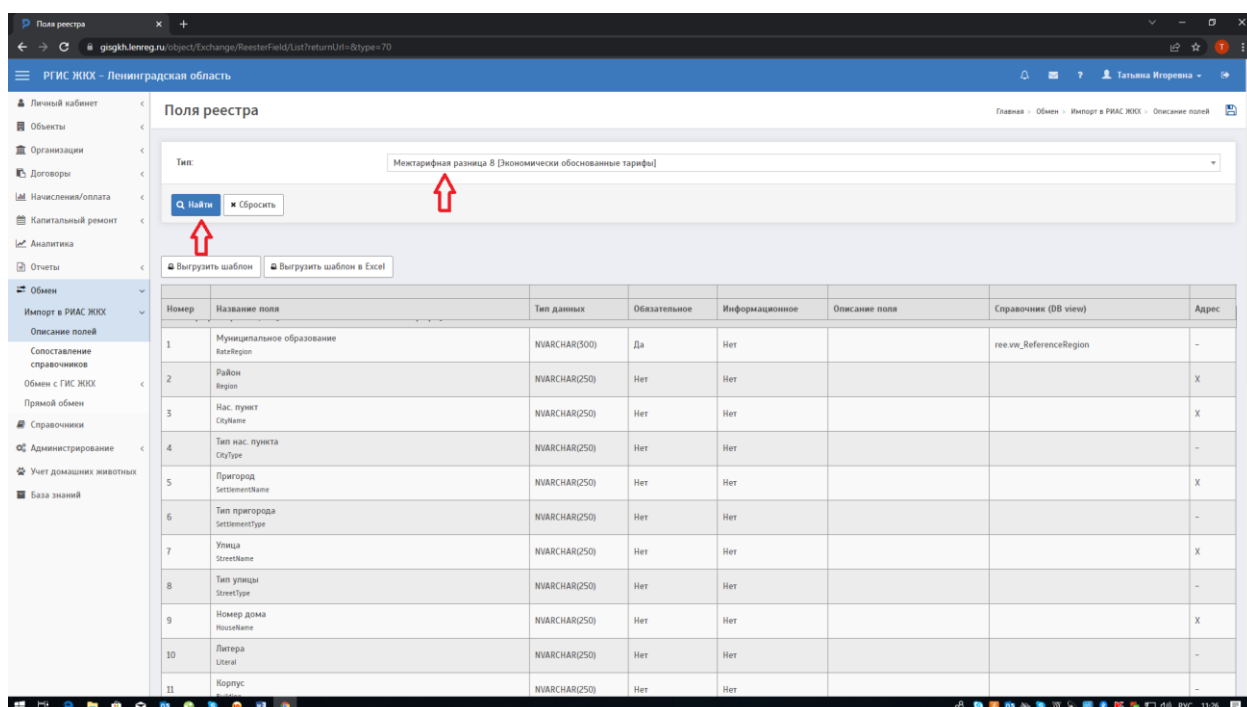 Поля реестра
gisgkh.lenreg.ru/object/Exchange/ReesterField/List?returnUrl=&type=70
РГИС ЖКХ - Ленинградская область
? Татьяна Игоревна
Личный кабинет
Объекты
Организации
Договоры
Начисления/оплата
Капитальный ремонт
Аналитика
Отчеты
Обмен
Импорт в РИАС ЖКХ
Описание полей
Сопоставление
справочников
Обмен с ГИС ЖКХ
Прямой обмен
Справочники
Администрирование
Учет домашних животных
База знаний
Поля реестра
Главная > Обмен > Импорт в РИАС ЖКХ > Описание полей
Тип:
Межтарифная разница 8 [Экономически обоснованные тарифы]
Найти
Сбросить
Выгрузить шаблон
Выгрузить шаблон в Excel
Номер Название поля Тип данных Обязательное Информационное Описание поля Справочник (DB view) Адрес
1 Муниципальное образование NVARCHAR(300) Да Нет ree.vw_ReferenceRegion -
RateRegion
2 Район NVARCHAR(250) Нет Нет X
Region
3 Нас. пункт NVARCHAR(250) Нет Нет X
CityName
4 Тип нас. пункта NVARCHAR(250) Нет Нет -
CityType
5 Пригород NVARCHAR(250) Нет Нет X
SettlementName
6 Тип пригорода NVARCHAR(250) Нет Нет -
SettlementType
7 Улица NVARCHAR(250) Нет Нет X
StreetName
8 Тип улицы NVARCHAR(250) Нет Нет -
StreetType
9 Номер дома NVARCHAR(250) Нет Нет X
HouseName
10 Литера NVARCHAR(250) Нет Нет -
Literal
11 Корпус NVARCHAR(250) Нет Нет -
РУС 11:26